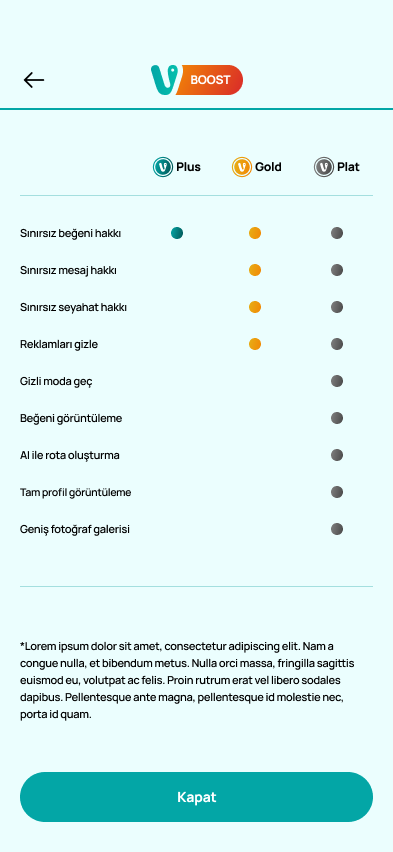 V BOOST
Plus Gold Plat
Sınırsız beğeni hakkı
Sınırsız mesaj hakkı
Sınırsız seyahat hakkı
Reklamları gizle
Gizli moda geç
Beğeni görüntüleme
AI ile rota oluşturma
Tam profil görüntüleme
Geniş fotoğraf galerisi
*Lorem ipsum dolor sit amet, consectetur adipiscing elit. Nam a
congue nulla, et bibendum metus. Nulla orci massa, fringilla sagittis
euismod eu, volutpat ac felis. Proin rutrum erat vel libero sodales
dapibus. Pellentesque ante magna, pellentesque id molestie nec,
porta id quam.
Kapat